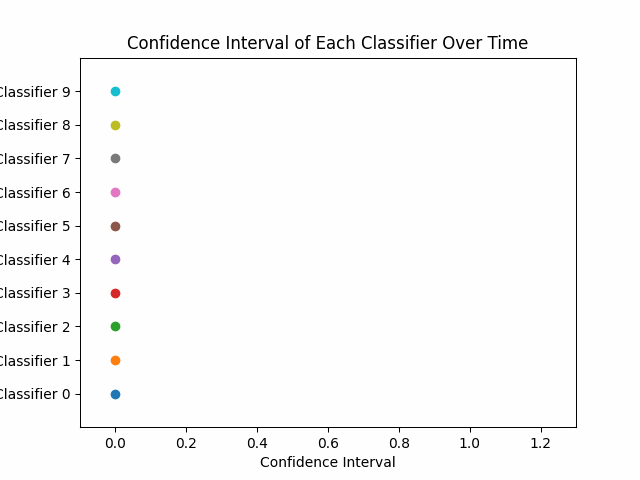 Confidence Interval of Each Classifier Over Time
Classifier 9
Classifier 8
Classifier 7
Classifier 6
Classifier 5
Classifier 4
Classifier 3
Classifier 2
Classifier 1
Classifier 0
0.0 0.2 0.4 0.6 0.8 1.0 1.2
Confidence Interval